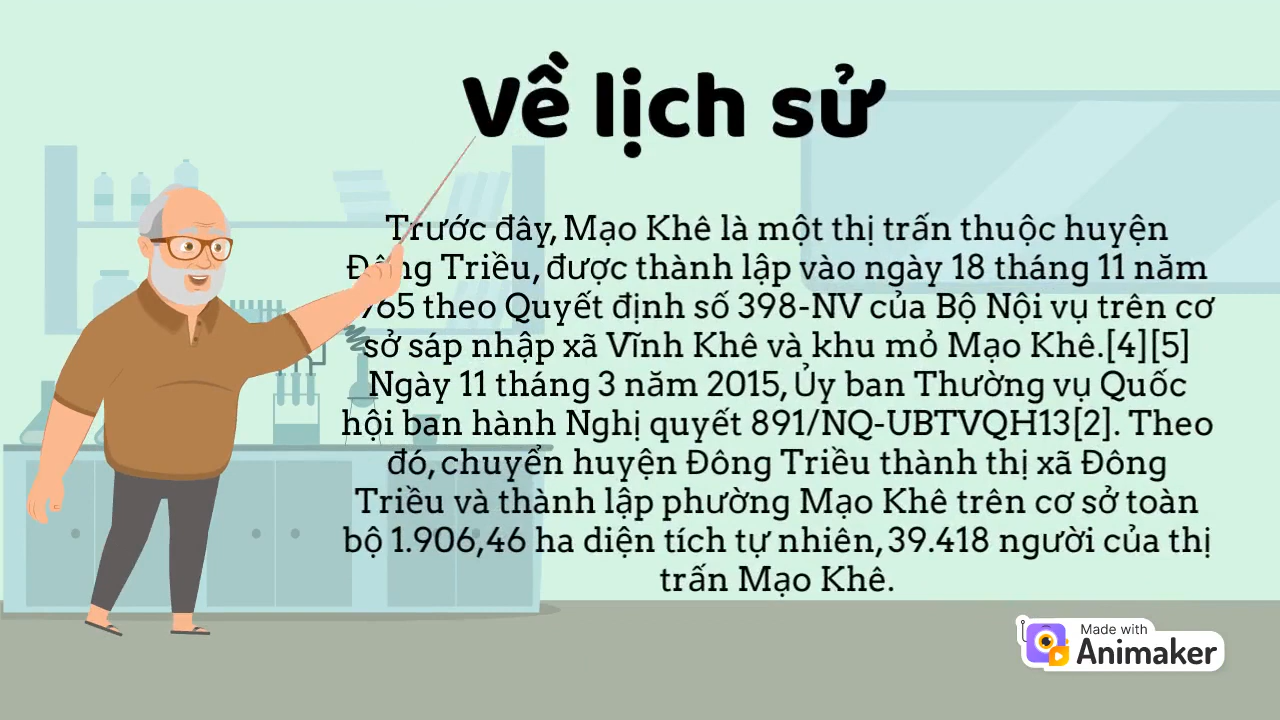 Về lịch sử
Trước đây, Mạo Khê là một thị trấn thuộc huyện
Đông Triều, được thành lập vào ngày 18 tháng 11 năm
965 theo Quyết định số 398-NV của Bộ Nội vụ trên cơ
sở sáp nhập xã Vĩnh Khê và khu mỏ Mạo Khê.[4][5]
Ngày 11 tháng 3 năm 2015, Ủy ban Thường vụ Quốc
hội ban hành Nghị quyết 891/NQ-UBTVQH13[2]. Theo
đó, chuyển huyện Đông Triều thành thị xã Đông
Triều và thành lập phường Mạo Khê trên cơ sở toàn
bộ 1.906,46 ha diện tích tự nhiên, 39.418 người của thị
trấn Mạo Khê.
Made with
Animaker